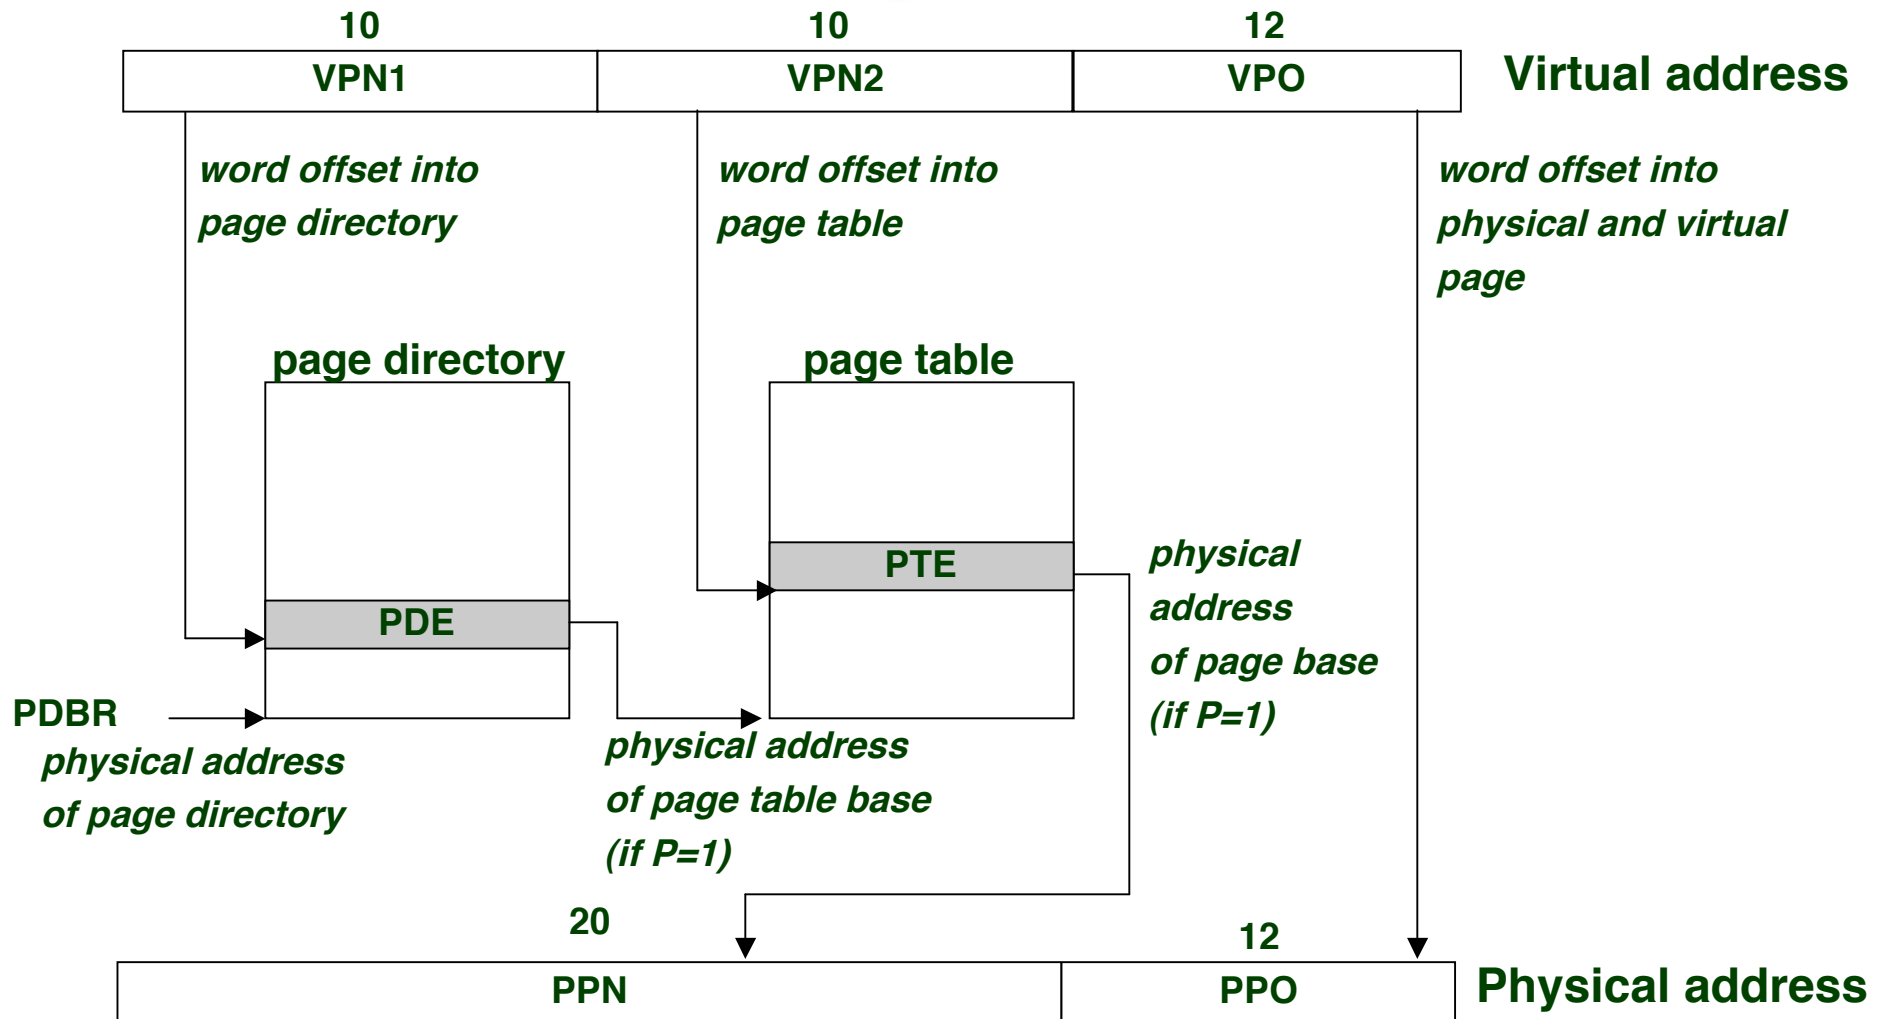 10
10
12
VPN1
VPN2
VPO
Virtual address
word offset into
page directory
word offset into
page table
word offset into
physical and virtual
page
page directory
page table
PDE
PTE
physical
address
of page base
(if P=1)
PDBR
physical address
of page directory
physical address
of page table base
(if P=1)
20
12
PPN
PPO
Physical address